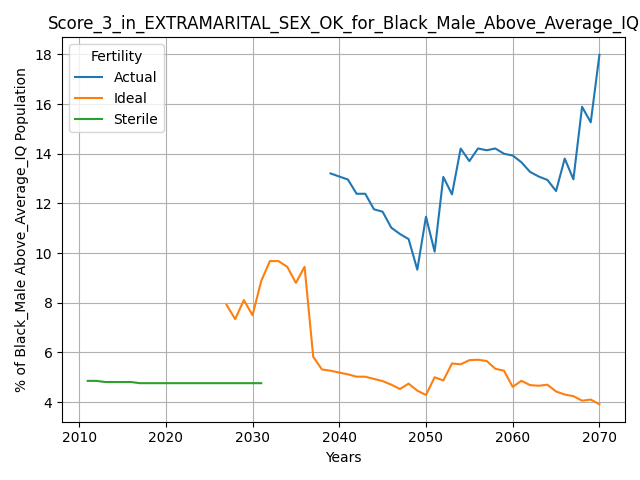 Score_3_in_EXTRAMARITAL_SEX_OK_for_Black_Male_Above_Average_IQ
Fertility
Actual
Ideal
Sterile
% of Black_Male Above_Average_IQ Population
18
16
14
12
10
8
6
4
2010 2020 2030 2040 2050 2060 2070
Years